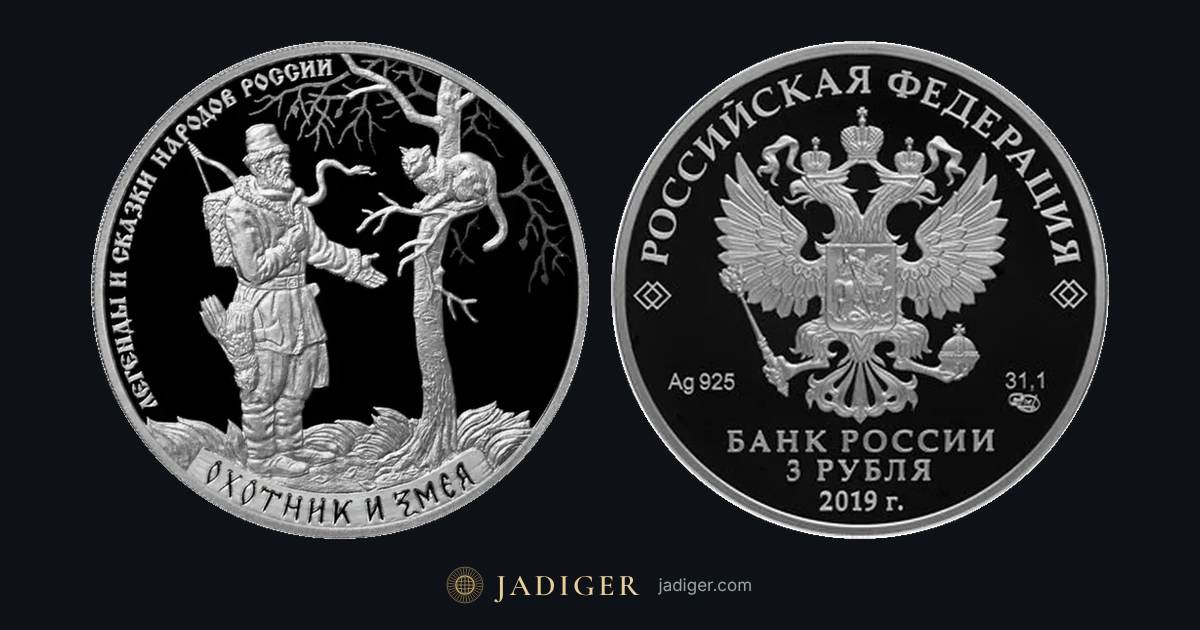 ЛЕГЕНДЫ И СКАЗКИ НАРОДОВ РОССИИ
ОХОТНИК И ЗМЕЯ
РОССИЙСКАЯ ФЕДЕРАЦИЯ
Ag 925
31,1
БАНК РОССИИ
3 РУБЛЯ
2019 г.
JADIGER
jadiger.com